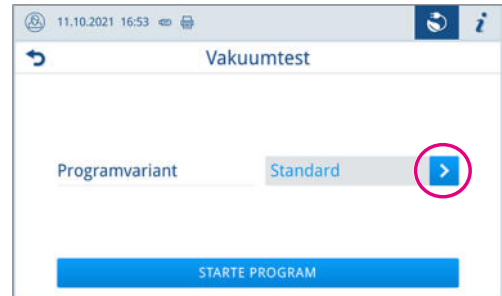 11.10.2021 16:53
i
Vakuumtest
Programvariant
Standard
STARTE PROGRAM